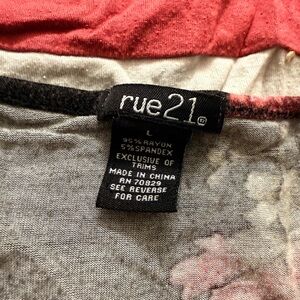 rue21®
L
95%RAYON
5%SPANDEX
EXCLUSIVE OF
TRIMS
MADE IN CHINA
RN 70829
SEE REVERSE
FOR CARE